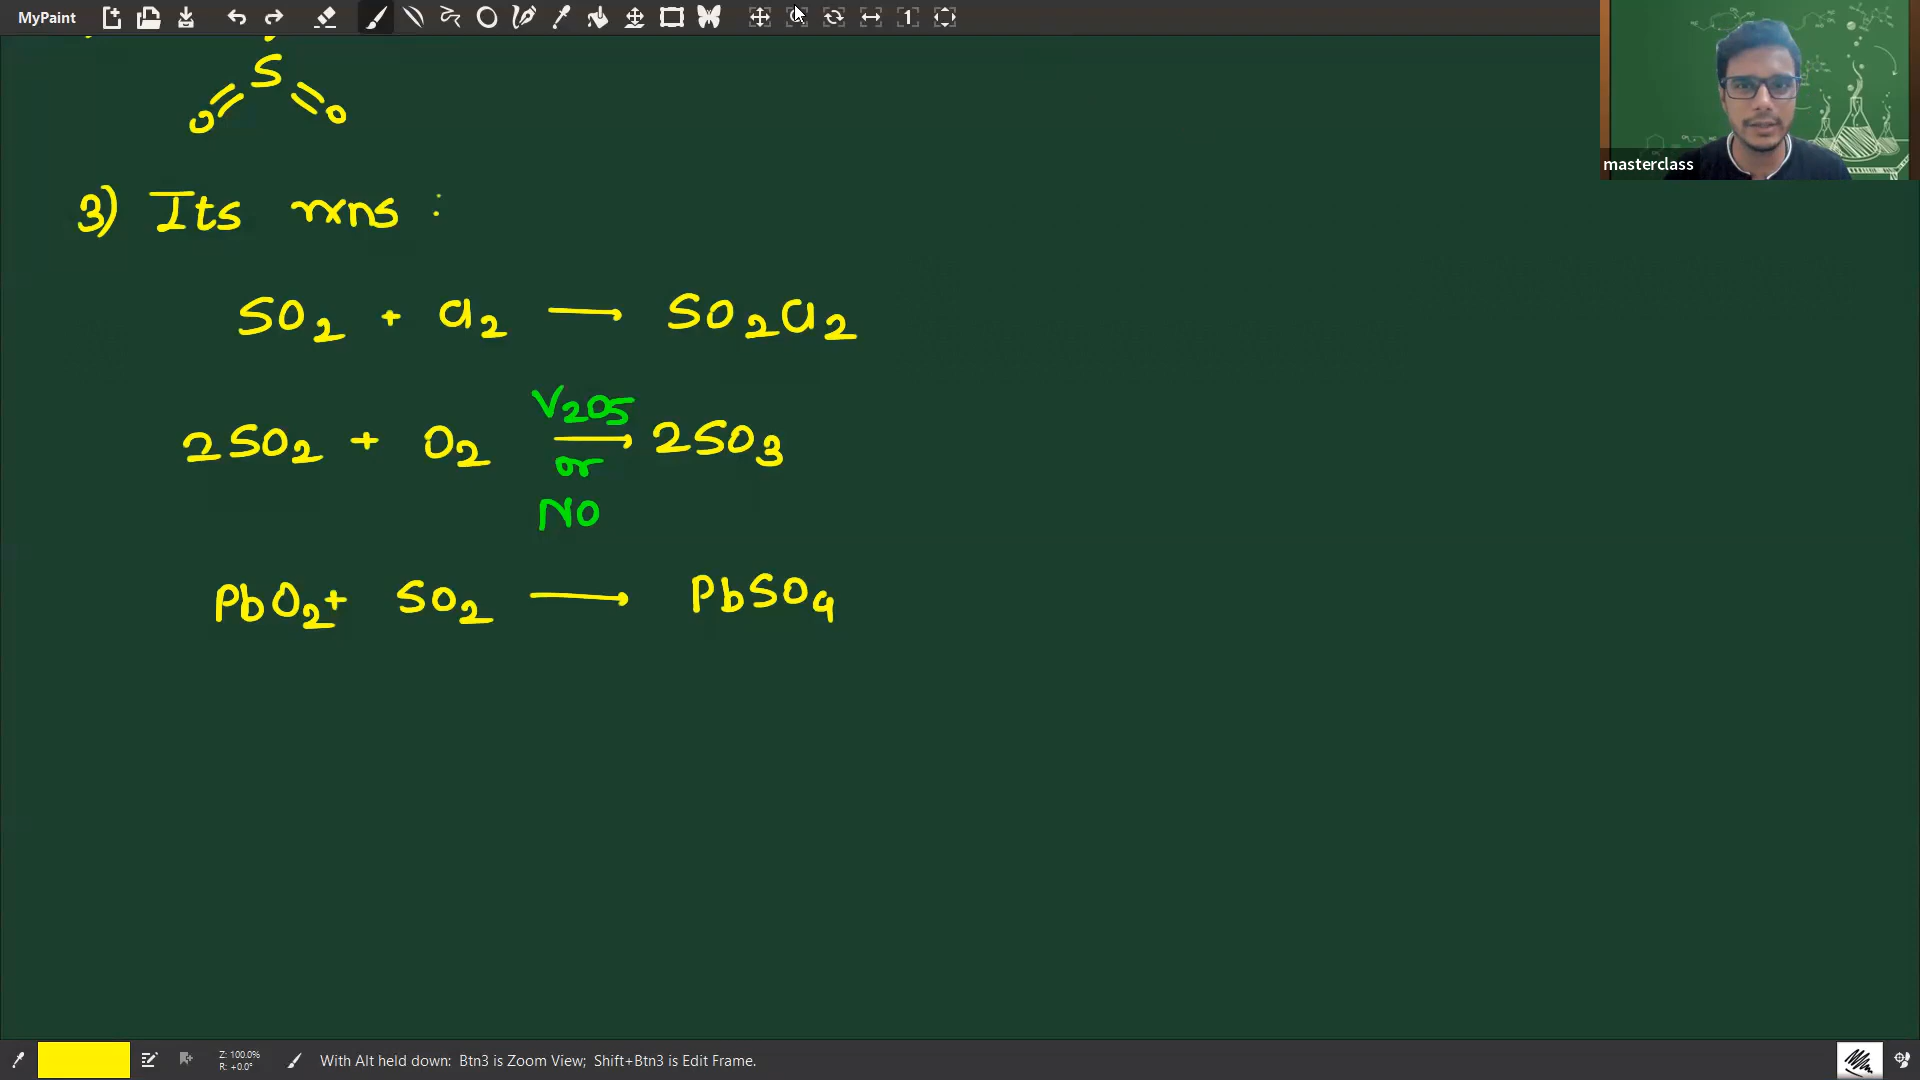 MyPaint
S
O O
masterclass
3) Its rxns :
SO2 + Cl2 → SO2Cl2
V2O5
2SO2 + O2 → 2SO3
or
NO
PbO2+ SO2 → PbSO4
Z: 100.0%
R: +0.0°
With Alt held down: Btn3 is Zoom View; Shift+Btn3 is Edit Frame.